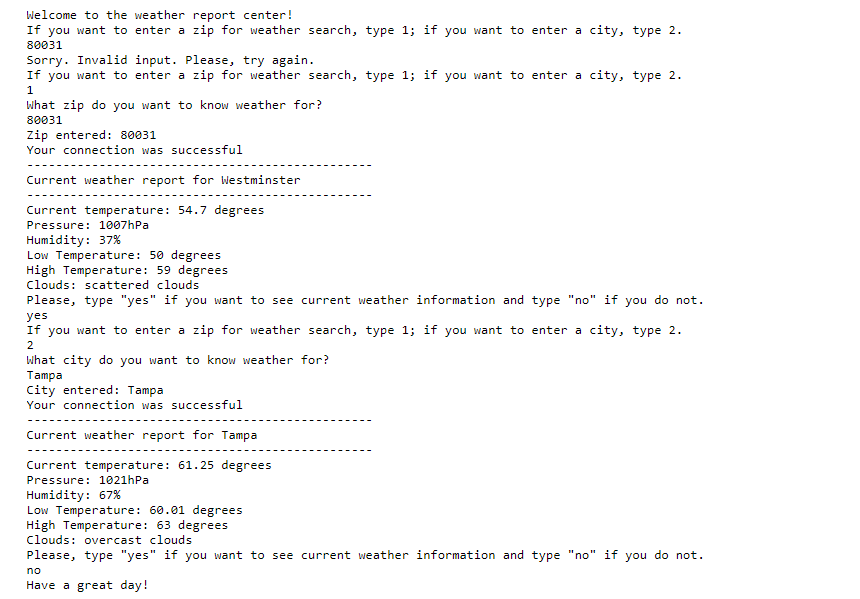 Welcome to the weather report center!
If you want to enter a zip for weather search, type 1; if you want to enter a city, type 2.
80031
Sorry. Invalid input. Please, try again.
If you want to enter a zip for weather search, type 1; if you want to enter a city, type 2.
1
What zip do you want to know weather for?
80031
Zip entered: 80031
Your connection was successful
------------------------------------------------
Current weather report for Westminster
------------------------------------------------
Current temperature: 54.7 degrees
Pressure: 1007hPa
Humidity: 37%
Low Temperature: 50 degrees
High Temperature: 59 degrees
Clouds: scattered clouds
Please, type "yes" if you want to see current weather information and type "no" if you do not.
yes
If you want to enter a zip for weather search, type 1; if you want to enter a city, type 2.
2
What city do you want to know weather for?
Tampa
City entered: Tampa
Your connection was successful
------------------------------------------------
Current weather report for Tampa
------------------------------------------------
Current temperature: 61.25 degrees
Pressure: 1021hPa
Humidity: 67%
Low Temperature: 60.01 degrees
High Temperature: 63 degrees
Clouds: overcast clouds
Please, type "yes" if you want to see current weather information and type "no" if you do not.
no
Have a great day!